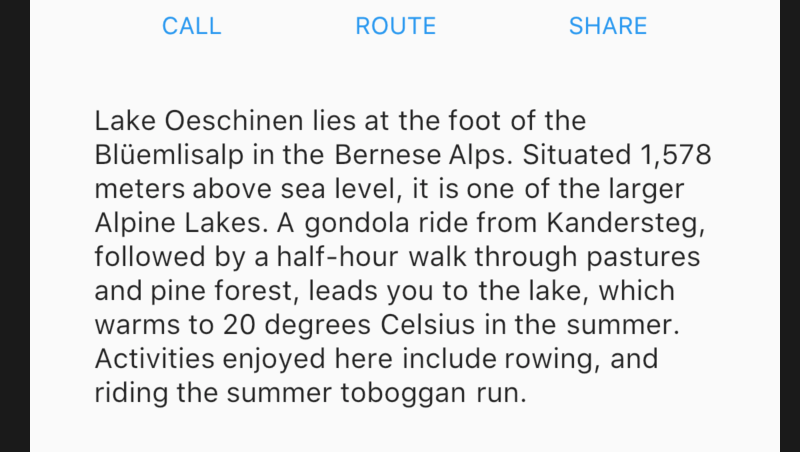 CALL ROUTE SHARE
Lake Oeschinen lies at the foot of the
Blüemlisalp in the Bernese Alps. Situated 1,578
meters above sea level, it is one of the larger
Alpine Lakes. A gondola ride from Kandersteg,
followed by a half-hour walk through pastures
and pine forest, leads you to the lake, which
warms to 20 degrees Celsius in the summer.
Activities enjoyed here include rowing, and
riding the summer toboggan run.